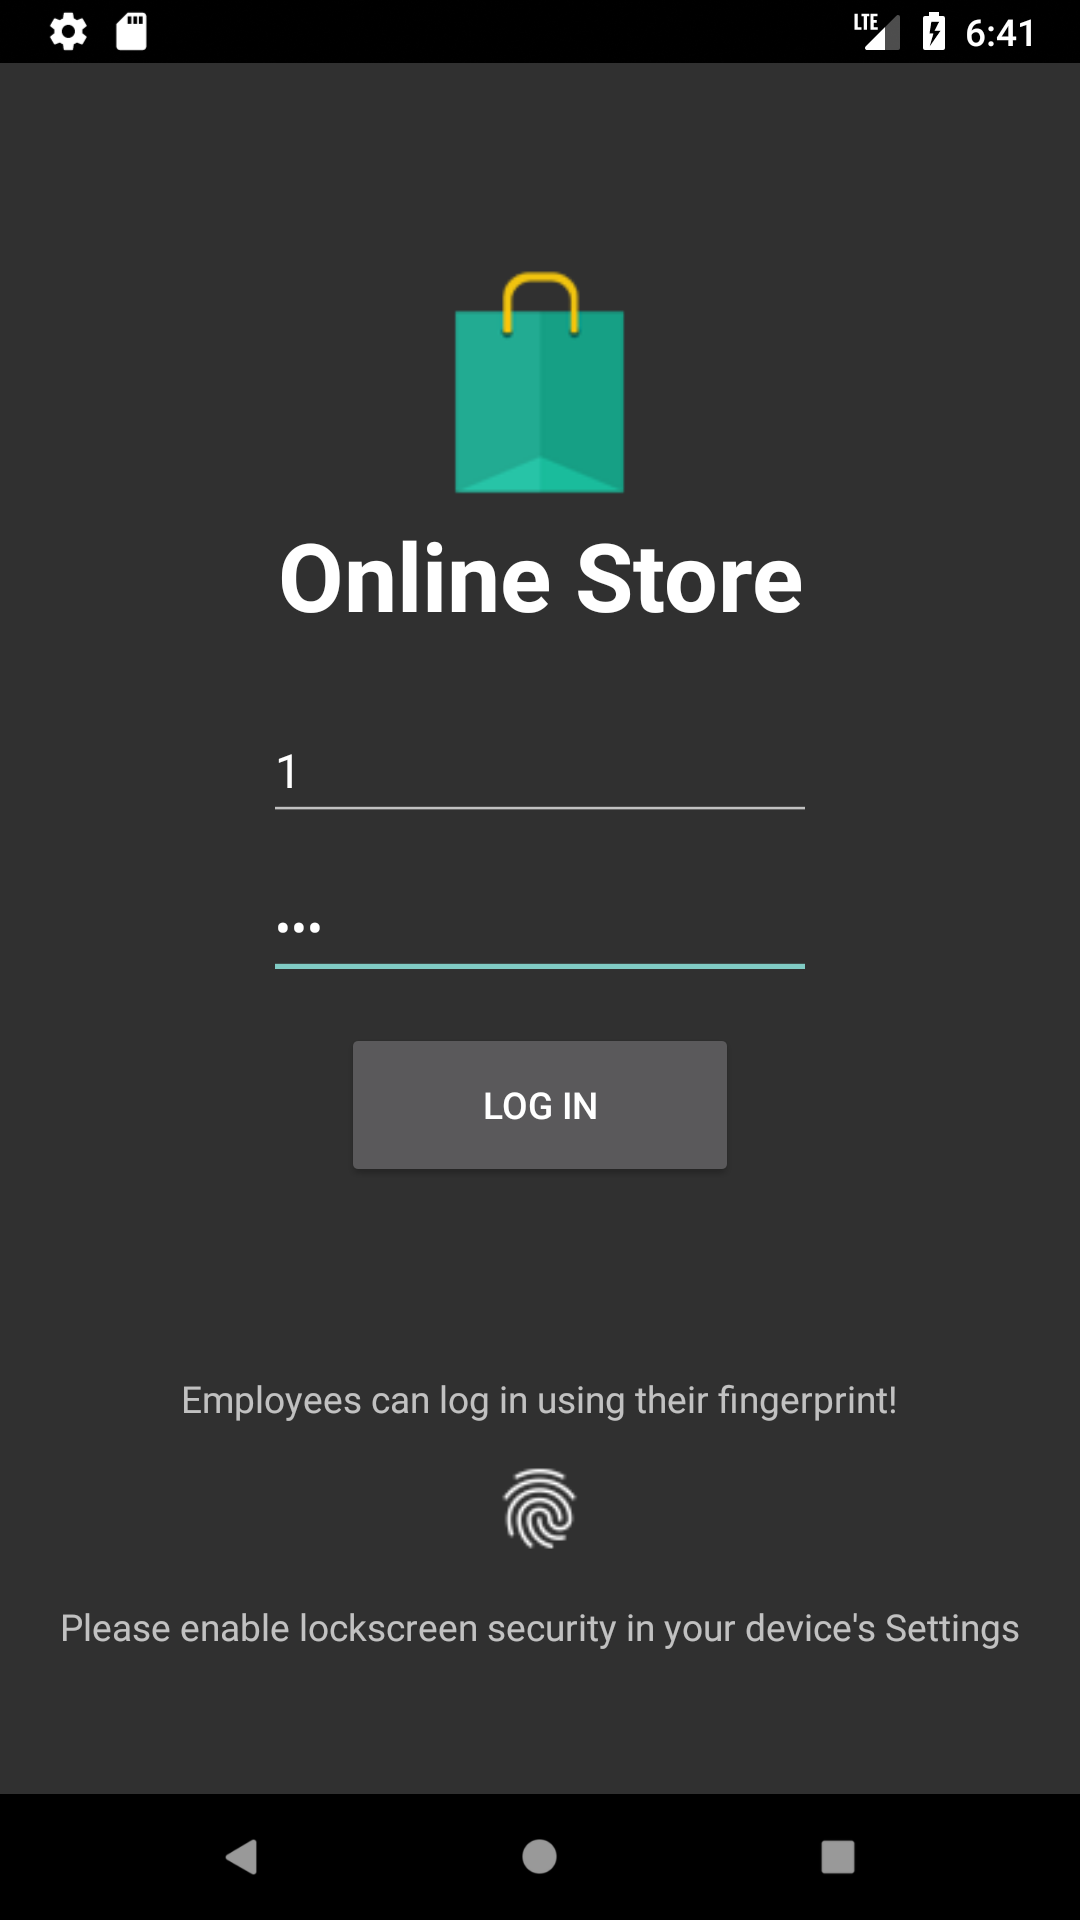 LTE 6:41
Online Store
1
•••
LOG IN
Employees can log in using their fingerprint!
Please enable lockscreen security in your device's Settings